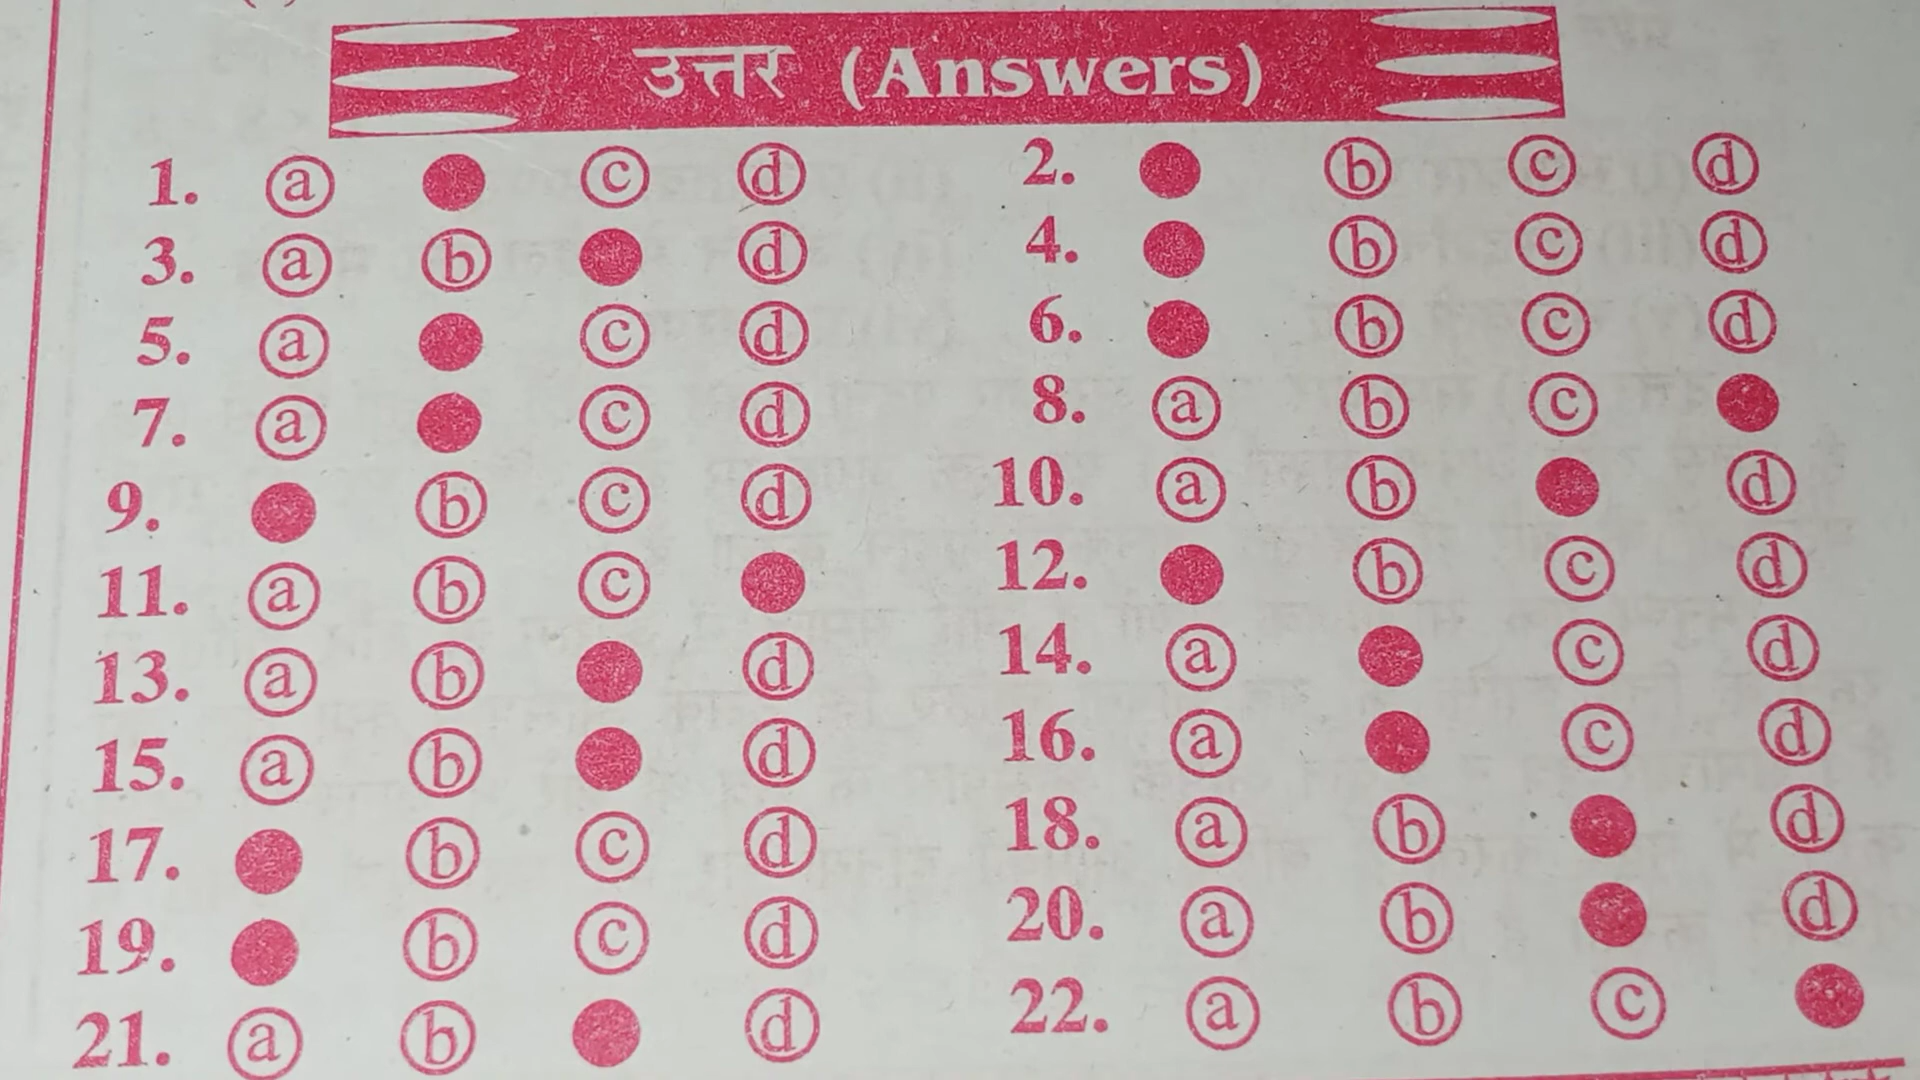 उत्तर (Answers)
1. ⓐ ● ⓒ ⓓ 2. ● ⓑ ⓒ ⓓ
3. ⓐ ⓑ ● ⓓ 4. ● ⓑ ⓒ ⓓ
5. ⓐ ● ⓒ ⓓ 6. ● ⓑ ⓒ ⓓ
7. ⓐ ● ⓒ ⓓ 8. ⓐ ⓑ ⓒ ●
9. ● ⓑ ⓒ ⓓ 10. ⓐ ⓑ ● ⓓ
11. ⓐ ⓑ ⓒ ● 12. ● ⓑ ⓒ ⓓ
13. ⓐ ⓑ ● ⓓ 14. ⓐ ● ⓒ ⓓ
15. ⓐ ⓑ ● ⓓ 16. ⓐ ● ⓒ ⓓ
17. ● ⓑ ⓒ ⓓ 18. ⓐ ⓑ ● ⓓ
19. ● ⓑ ⓒ ⓓ 20. ⓐ ⓑ ● ⓓ
21. ⓐ ⓑ ● ⓓ 22. ⓐ ⓑ ⓒ ●